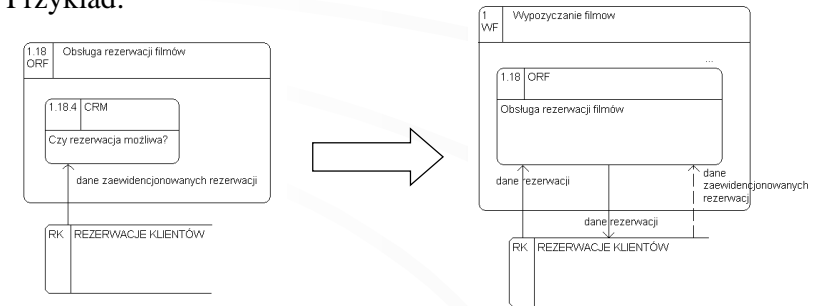 Przykład:
1.18 Obsługa rezerwacji filmów
ORF
1.18.4 CRM
Czy rezerwacja możliwa?
dane zaewidencjonowanych rezerwacji
RK REZERWACJE KLIENTÓW
1 Wypozyczanie filmow
WF
...
1.18 ORF
Obsługa rezerwacji filmów
dane rezerwacji
dane
zaewidencjonowanych
rezerwacj
dane rezerwacji
RK REZERWACJE KLIENTÓW